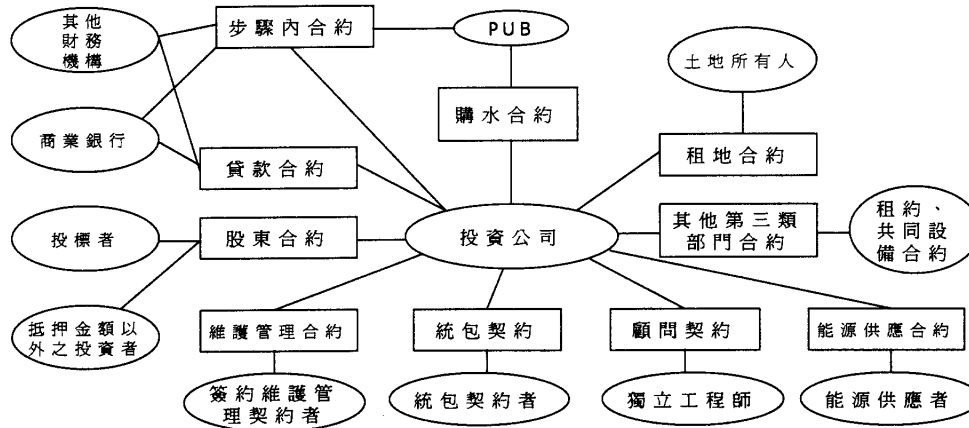 其他
財務
機構
步驟內合約
PUB
土地所有人
商業銀行
購水合約
租地合約
貸款合約
投標者
股東合約
投資公司
其他第三類
部門合約
租約、
共同設
備合約
抵押金額以
外之投資者
維護管理合約
統包契約
顧問契約
能源供應合約
簽約維護管
理契約者
統包契約者
獨立工程師
能源供應者